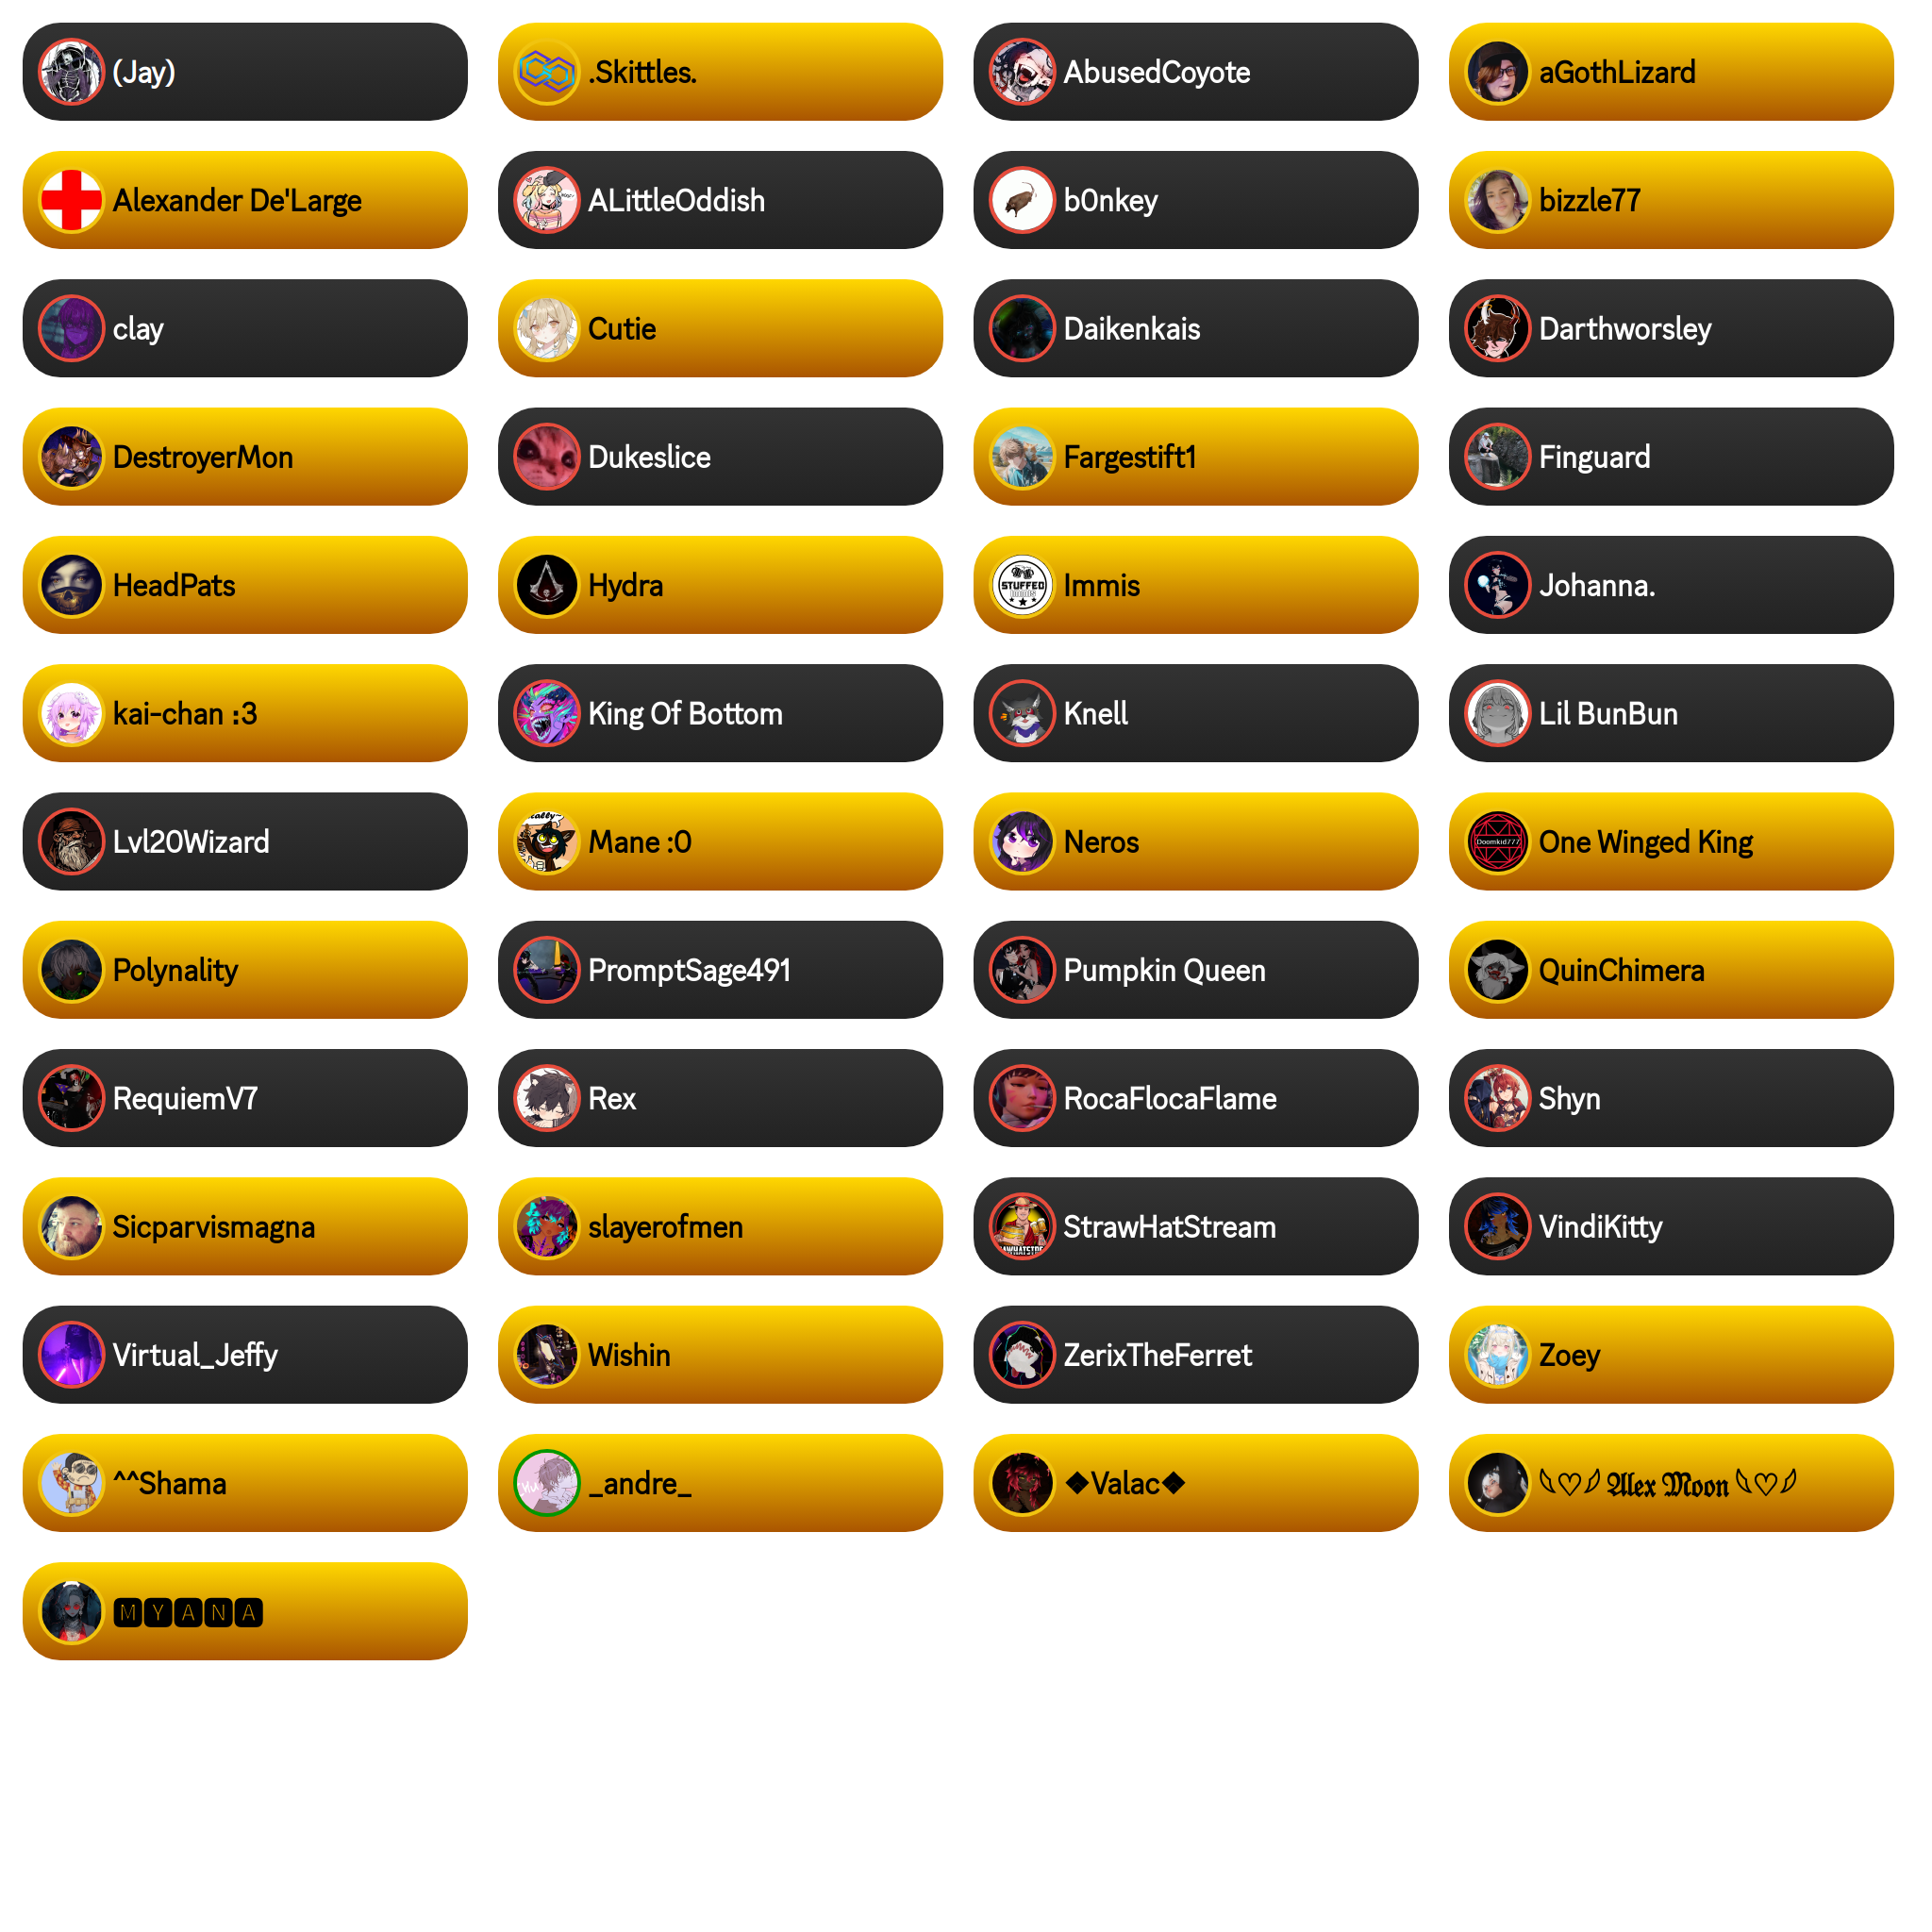 (Jay) .Skittles. AbusedCoyote aGothLizard
Alexander De'Large ALittleOddish b0nkey bizzle77
clay Cutie Daikenkais Darthworsley
DestroyerMon Dukeslice Fargestift1 Finguard
HeadPats Hydra STUFFED Immis Johanna.
kai-chan :3 King Of Bottom Knell Lil BunBun
Lvl20Wizard Mane :0 Neros Doomkid777 One Winged King
Polynality PromptSage491 Pumpkin Queen QuinChimera
RequiemV7 Rex RocaFlocaFlame Shyn
Sicparvismagna slayerofmen StrawHatStream VindiKitty
Virtual_Jeffy Wishin ZerixTheFerret Zoey
^^Shama _andre_ ❖Valac❖ 𓆩♡𓆪 𝕬𝖑𝖊𝖝 𝕸𝖔𝖔𝖓 𓆩♡𓆪
🅼🆈🅰🅽🅰